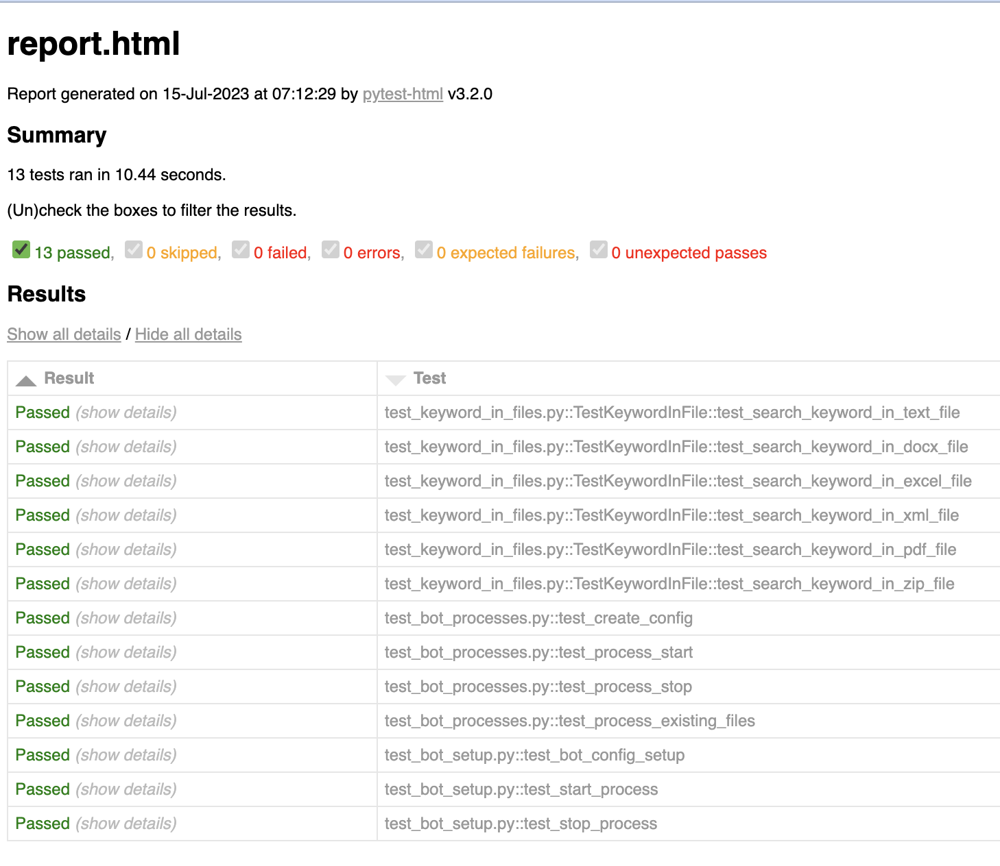 report.html
Report generated on 15-Jul-2023 at 07:12:29 by pytest-html v3.2.0
Summary
13 tests ran in 10.44 seconds.
(Un)check the boxes to filter the results.
13 passed, 0 skipped, 0 failed, 0 errors, 0 expected failures, 0 unexpected passes
Results
Show all details / Hide all details
Result Test
Passed (show details) test_keyword_in_files.py::TestKeywordInFile::test_search_keyword_in_text_file
Passed (show details) test_keyword_in_files.py::TestKeywordInFile::test_search_keyword_in_docx_file
Passed (show details) test_keyword_in_files.py::TestKeywordInFile::test_search_keyword_in_excel_file
Passed (show details) test_keyword_in_files.py::TestKeywordInFile::test_search_keyword_in_xml_file
Passed (show details) test_keyword_in_files.py::TestKeywordInFile::test_search_keyword_in_pdf_file
Passed (show details) test_keyword_in_files.py::TestKeywordInFile::test_search_keyword_in_zip_file
Passed (show details) test_bot_processes.py::test_create_config
Passed (show details) test_bot_processes.py::test_process_start
Passed (show details) test_bot_processes.py::test_process_stop
Passed (show details) test_bot_processes.py::test_process_existing_files
Passed (show details) test_bot_setup.py::test_bot_config_setup
Passed (show details) test_bot_setup.py::test_start_process
Passed (show details) test_bot_setup.py::test_stop_process